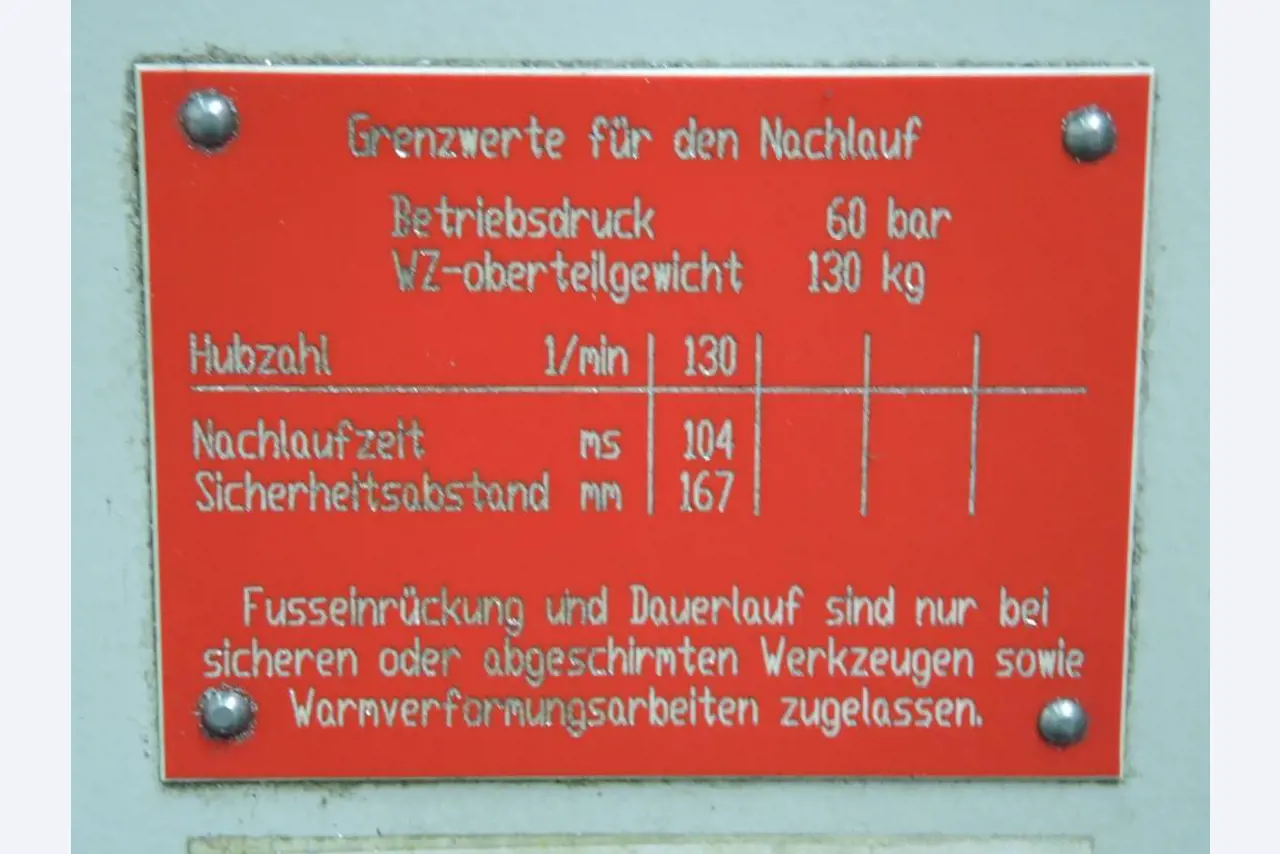 Grenzwerte für den Nachlauf
Betriebsdruck 60 bar
WZ-oberteilgewicht 130 kg
Hubzahl 1/min 130
Nachlaufzeit ms 104
Sicherheitsabstand mm 167
Fusseinrückung und Dauerlauf sind nur bei
sicheren oder abgeschirmten Werkzeugen sowie
Warmverformungsarbeiten zugelassen.